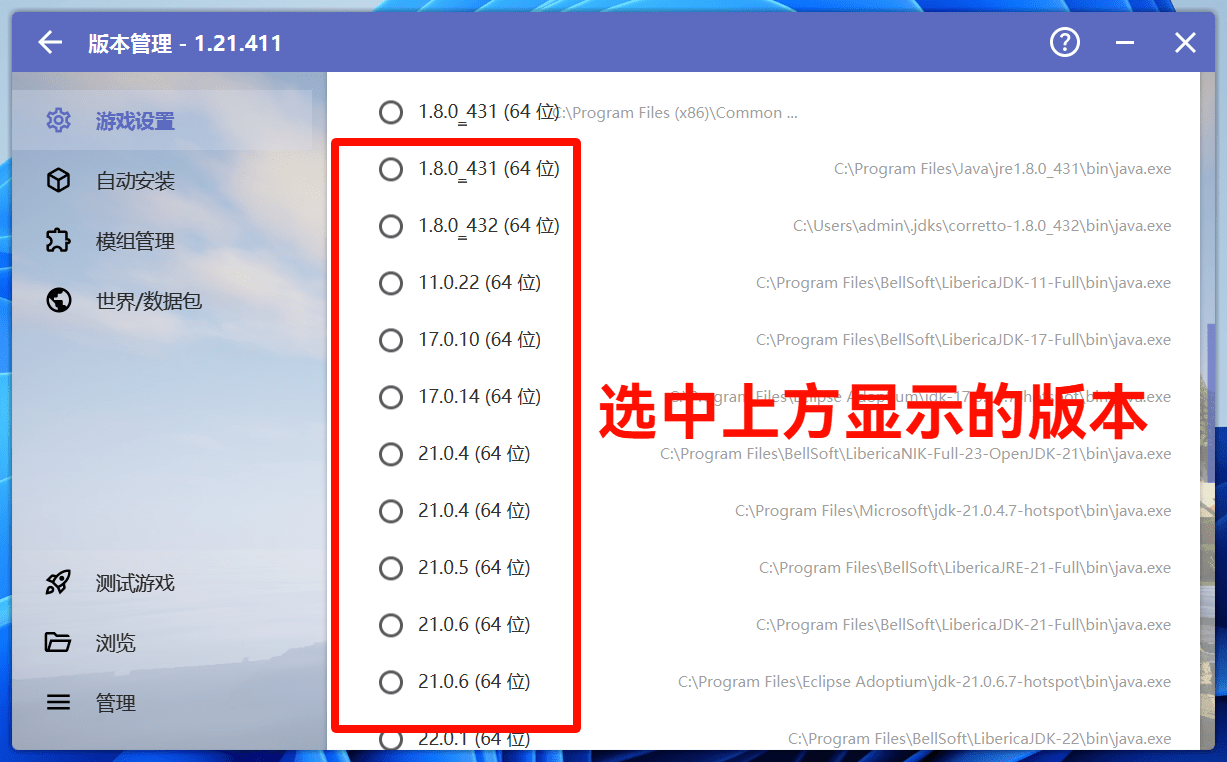 版本管理 - 1.21.411
游戏设置
自动安装
模组管理
世界/数据包
测试游戏
浏览
管理
1.8.0_431 (64 位) C:\Program Files (x86)\Common ...
1.8.0_431 (64 位) C:\Program Files\Java\jre1.8.0_431\bin\java.exe
1.8.0_432 (64 位) C:\Users\admin\.jdks\corretto-1.8.0_432\bin\java.exe
11.0.22 (64 位) C:\Program Files\BellSoft\LibericaJDK-11-Full\bin\java.exe
17.0.10 (64 位) C:\Program Files\BellSoft\LibericaJDK-17-Full\bin\java.exe
17.0.14 (64 位)
选中上方显示的版本
21.0.4 (64 位) C:\Program Files\BellSoft\LibericaNIK-Full-23-OpenJDK-21\bin\java.exe
21.0.4 (64 位) C:\Program Files\Microsoft\jdk-21.0.4.7-hotspot\bin\java.exe
21.0.5 (64 位) C:\Program Files\BellSoft\LibericaJRE-21-Full\bin\java.exe
21.0.6 (64 位) C:\Program Files\BellSoft\LibericaJDK-21-Full\bin\java.exe
21.0.6 (64 位) C:\Program Files\Eclipse Adoptium\jdk-21.0.6.7-hotspot\bin\java.exe
22.0.1 (64 位) C:\Program Files\BellSoft\LibericaJDK-22\bin\java.exe